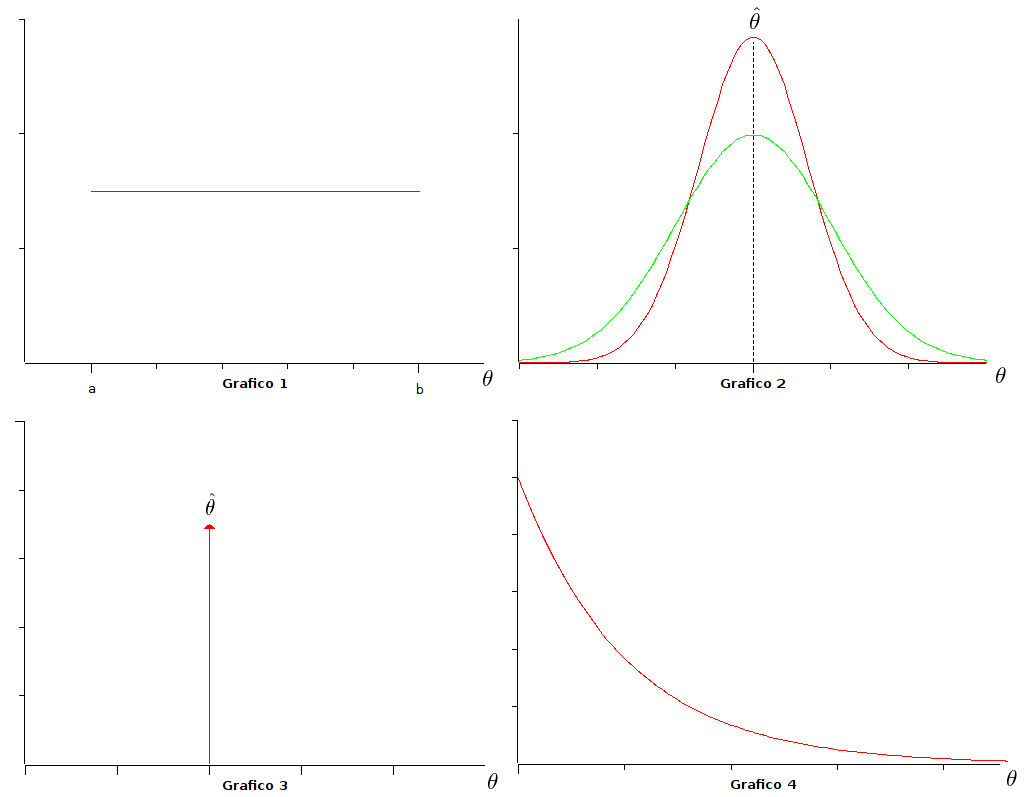 θ̂
a
Grafico 1
b
θ
Grafico 2
θ
θ̂
Grafico 3
θ
Grafico 4
θ